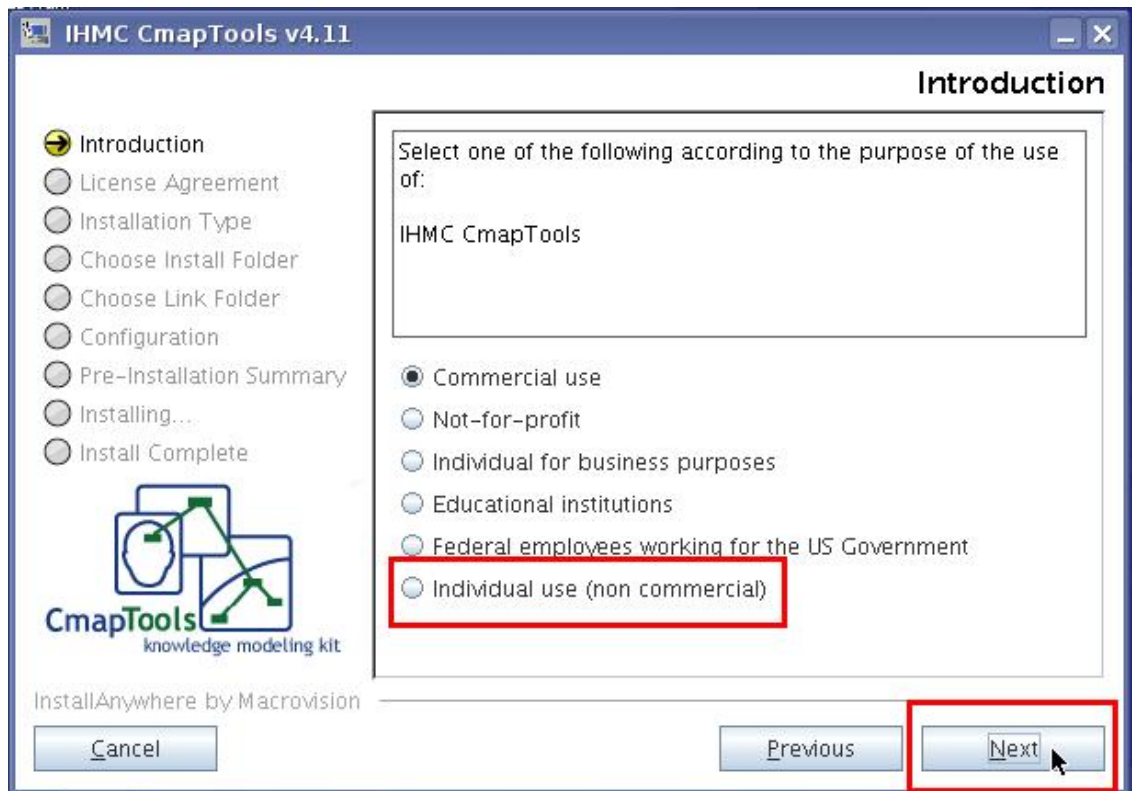 IHMC CmapTools v4.11
Introduction
Introduction
License Agreement
Installation Type
Choose Install Folder
Choose Link Folder
Configuration
Pre-Installation Summary
Installing...
Install Complete
Select one of the following according to the purpose of the use
of:
IHMC CmapTools
Commercial use
Not-for-profit
Individual for business purposes
Educational institutions
Federal employees working for the US Government
Individual use (non commercial)
CmapTools
knowledge modeling kit
InstallAnywhere by Macrovision
Cancel
Previous
Next